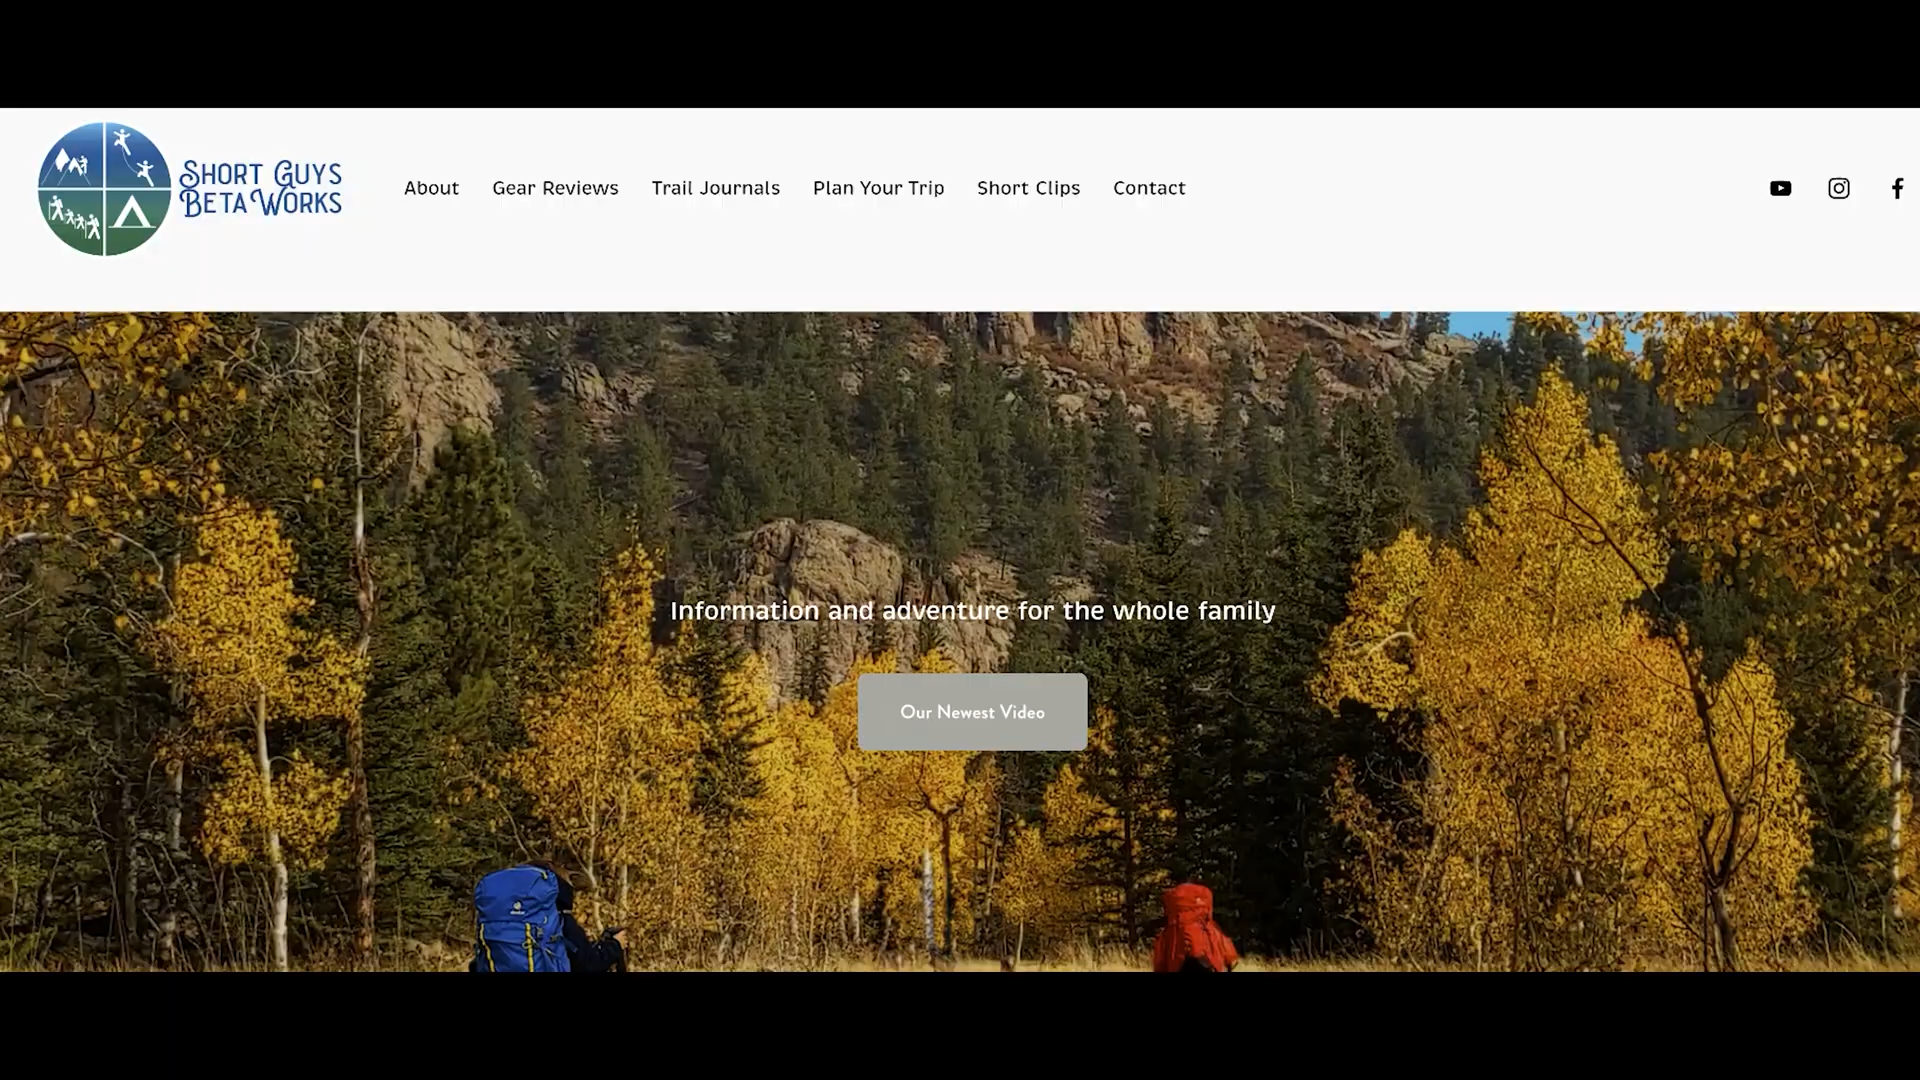 Short Guys
Beta Works
About
Gear Reviews
Trail Journals
Plan Your Trip
Short Clips
Contact
Information and adventure for the whole family
Our Newest Video